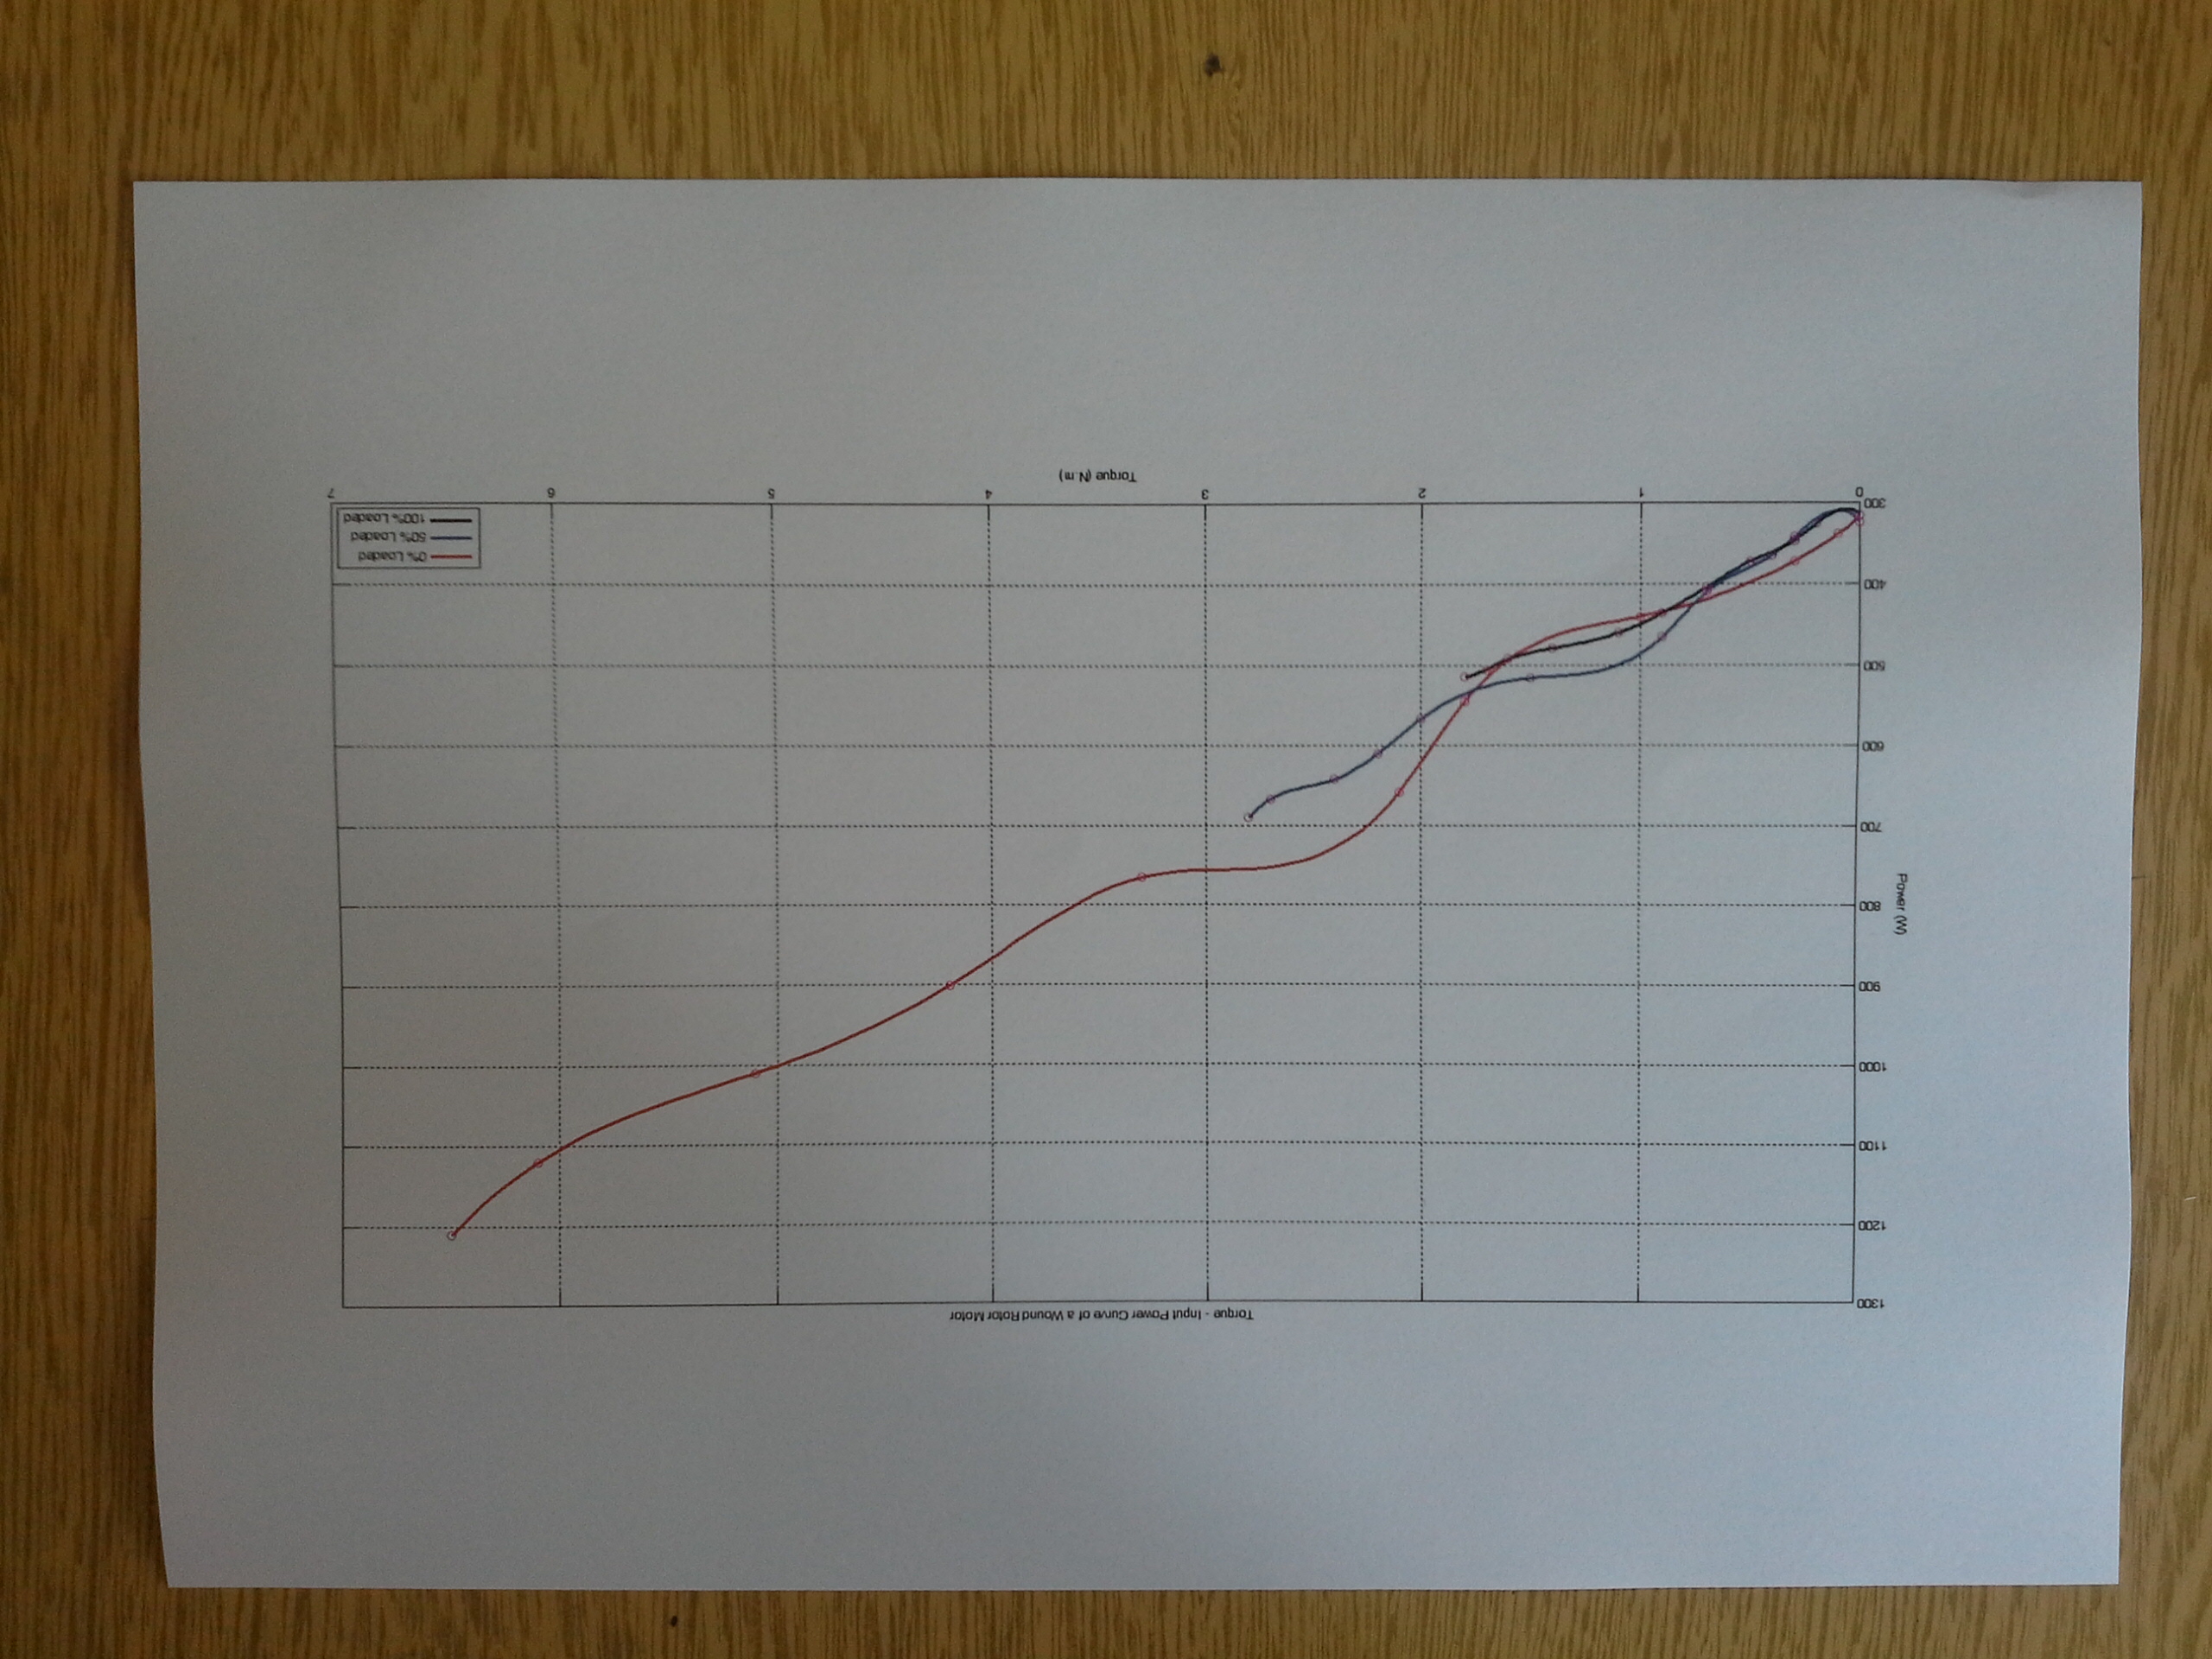 Torque - Input Power Curve of a Wound Rotor Motor
1300
1200
1100
1000
900
800
700
600
500
400
300
Power (W)
0 1 2 3 4 5 6 7
Torque (N.m)
0% Loaded
50% Loaded
100% Loaded